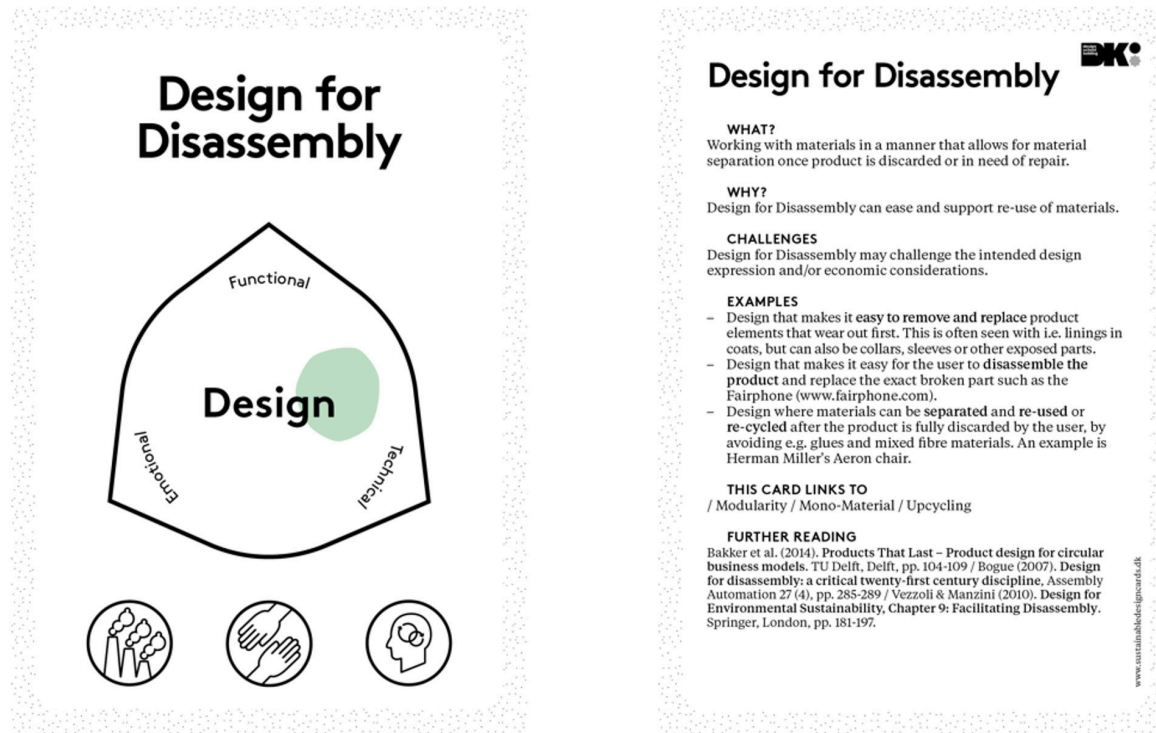 Design for
Disassembly
Functional
Design
Emotional
Technical
DK:
Design for Disassembly
WHAT?
Working with materials in a manner that allows for material
separation once product is discarded or in need of repair.
WHY?
Design for Disassembly can ease and support re-use of materials.
CHALLENGES
Design for Disassembly may challenge the intended design
expression and/or economic considerations.
EXAMPLES
– Design that makes it easy to remove and replace product
elements that wear out first. This is often seen with i.e. linings in
coats, but can also be collars, sleeves or other exposed parts.
– Design that makes it easy for the user to disassemble the
product and replace the exact broken part such as the
Fairphone (www.fairphone.com).
– Design where materials can be separated and re-used or
re-cycled after the product is fully discarded by the user, by
avoiding e.g. glues and mixed fibre materials. An example is
Herman Miller's Aeron chair.
THIS CARD LINKS TO
/ Modularity / Mono-Material / Upcycling
FURTHER READING
Bakker et al. (2014). Products That Last – Product design for circular
business models. TU Delft, Delft, pp. 104-109 / Bogue (2007). Design
for disassembly: a critical twenty-first century discipline, Assembly
Automation 27 (4), pp. 285-289 / Vezzoli & Manzini (2010). Design for
Environmental Sustainability, Chapter 9: Facilitating Disassembly.
Springer, London, pp. 181-197.
www.sustainabledesigncards.dk